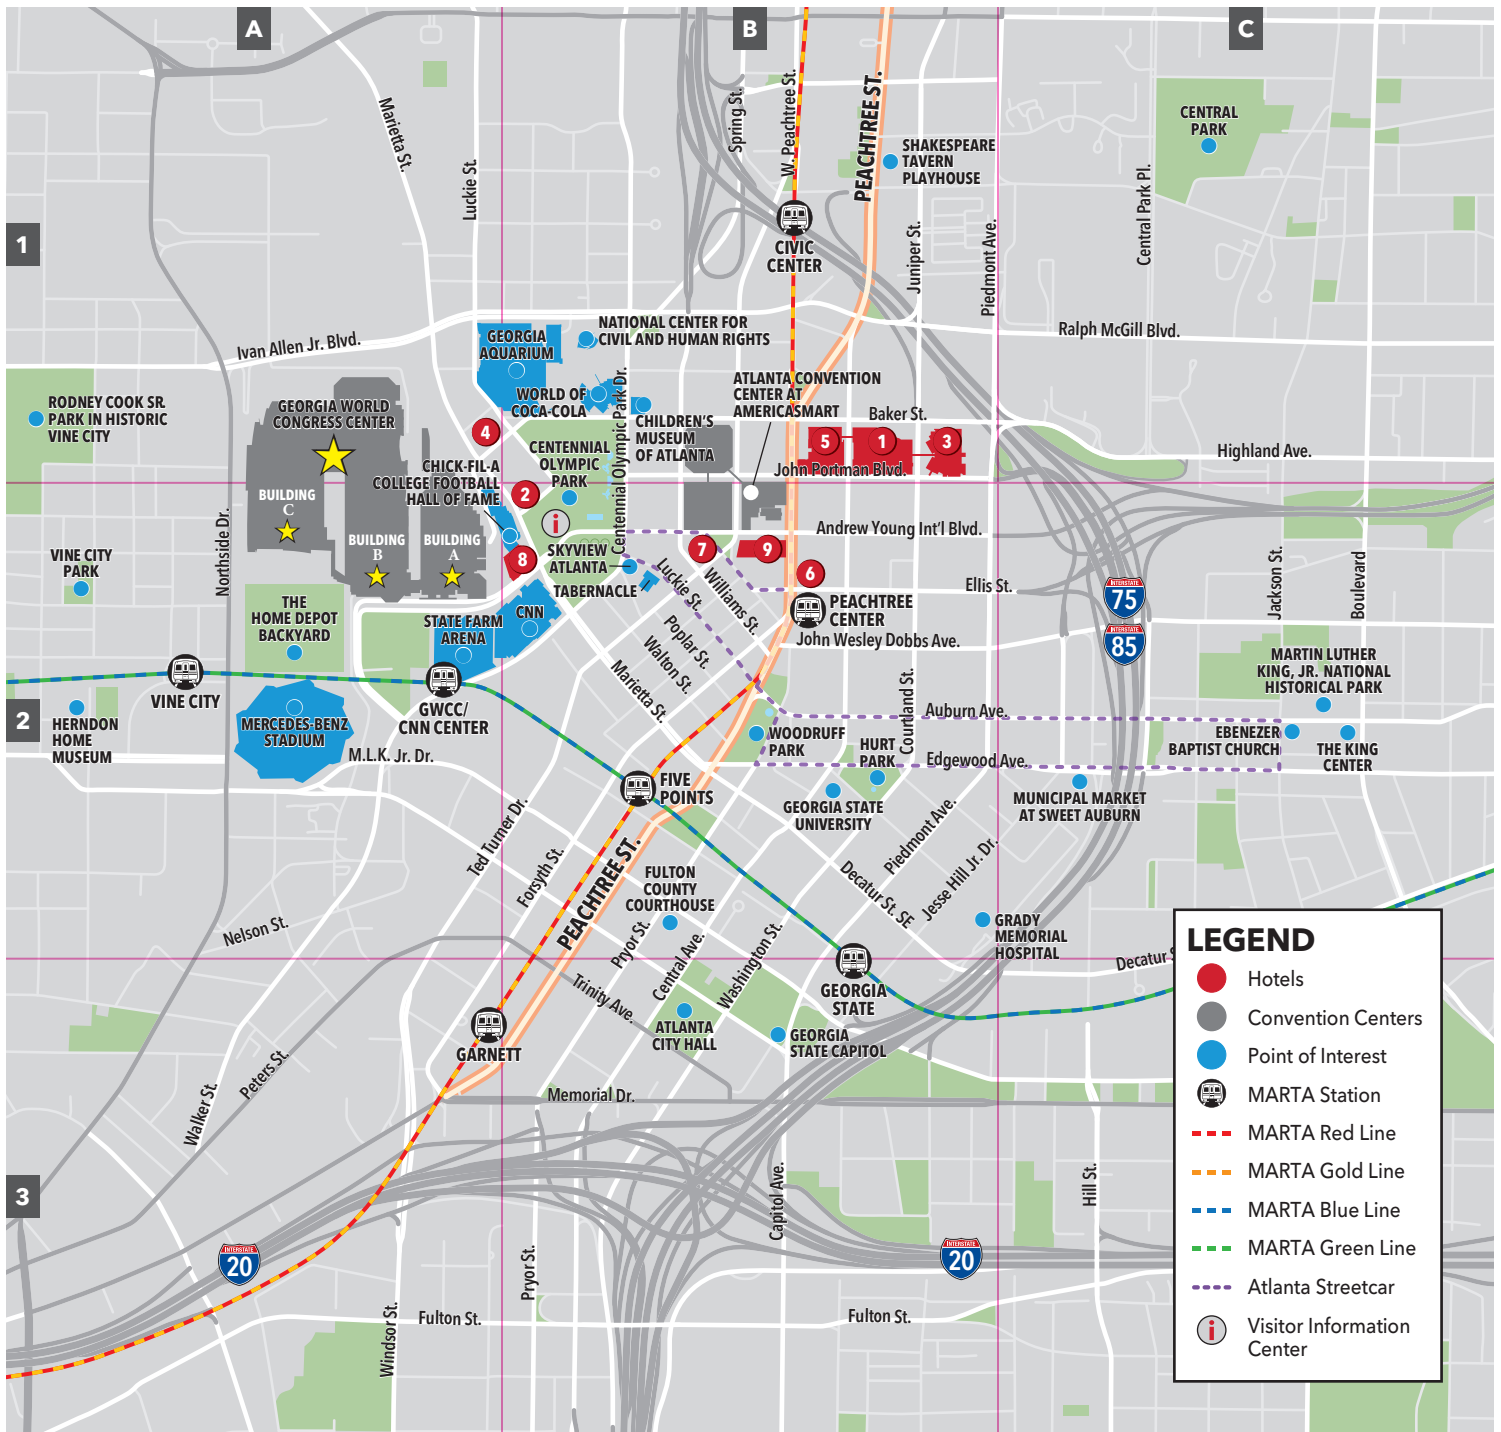 A
B
C
1
2
3
Marietta St.
Luckie St.
Spring St.
W. Peachtree St.
PEACHTREE ST.
SHAKESPEARE
TAVERN
PLAYHOUSE
CENTRAL
PARK
Central Park Pl.
Juniper St.
Piedmont Ave.
CIVIC
CENTER
Ivan Allen Jr. Blvd.
Ralph McGill Blvd.
GEORGIA
AQUARIUM
NATIONAL CENTER FOR
CIVIL AND HUMAN RIGHTS
WORLD OF
COCA-COLA
Centennial Olympic Park Dr.
CHILDREN'S
MUSEUM
OF ATLANTA
ATLANTA CONVENTION
CENTER AT
AMERICASMART
Baker St.
RODNEY COOK SR.
PARK IN HISTORIC
VINE CITY
GEORGIA WORLD
CONGRESS CENTER
4
5
1
3
John Portman Blvd.
Highland Ave.
CENTENNIAL
OLYMPIC
PARK
CHICK-FIL-A
COLLEGE FOOTBALL
HALL OF FAME
2
i
BUILDING
C
BUILDING
B
BUILDING
A
Northside Dr.
Andrew Young Int'l Blvd.
VINE CITY
PARK
SKYVIEW
ATLANTA
TABERNACLE
8
7
9
6
Luckie St.
Williams St.
Ellis St.
INTERSTATE
75
INTERSTATE
85
Jackson St.
Boulevard
THE
HOME DEPOT
BACKYARD
STATE FARM
ARENA
CNN
PEACHTREE
CENTER
John Wesley Dobbs Ave.
Poplar St.
Walton St.
Marietta St.
MARTIN LUTHER
KING, JR. NATIONAL
HISTORICAL PARK
VINE CITY
GWCC/
CNN CENTER
HERNDON
HOME
MUSEUM
MERCEDES-BENZ
STADIUM
M.L.K. Jr. Dr.
Courtland St.
Auburn Ave.
WOODRUFF
PARK
HURT
PARK
Edgewood Ave.
EBENEZER
BAPTIST CHURCH
THE KING
CENTER
FIVE
POINTS
GEORGIA STATE
UNIVERSITY
MUNICIPAL MARKET
AT SWEET AUBURN
Ted Turner Dr.
Forsyth St.
PEACHTREE ST.
FULTON
COUNTY
COURTHOUSE
Piedmont Ave.
Decatur St. SE
Jesse Hill Jr. Dr.
GRADY
MEMORIAL
HOSPITAL
Nelson St.
Pryor St.
Central Ave.
Washington St.
Trinity Ave.
Decatur S
GEORGIA
STATE
ATLANTA
CITY HALL
GEORGIA
STATE CAPITOL
GARNETT
Memorial Dr.
Peters St.
Walker St.
INTERSTATE
20
INTERSTATE
20
Capitol Ave.
Hill St.
Pryor St.
Windsor St.
Fulton St.
Fulton St.
LEGEND
Hotels
Convention Centers
Point of Interest
MARTA Station
MARTA Red Line
MARTA Gold Line
MARTA Blue Line
MARTA Green Line
Atlanta Streetcar
i
Visitor Information
Center